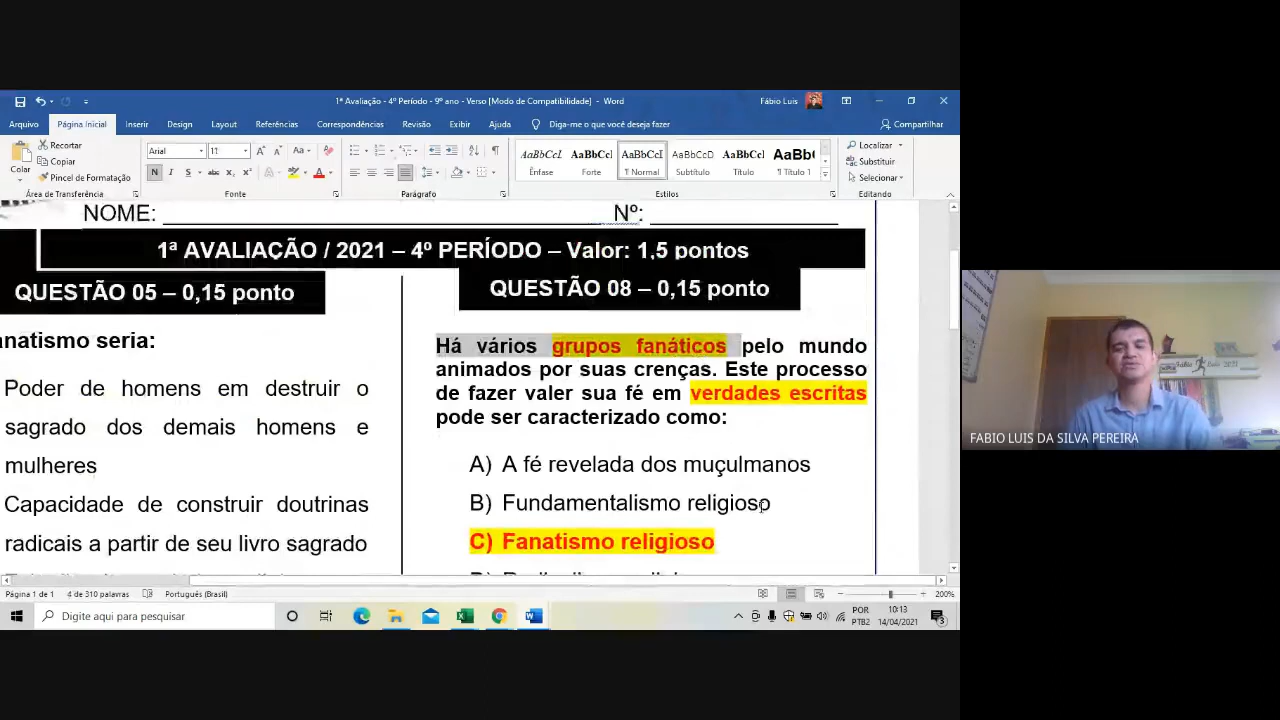 1ª Avaliação - 4º Período - 9º ano - Verso [Modo de Compatibilidade] - Word
Fábio Luis
Arquivo
Página Inicial
Inserir
Design
Layout
Referências
Correspondências
Revisão
Exibir
Ajuda
Diga-me o que você deseja fazer
Compartilhar
Colar
Recortar
Copiar
Pincel de Formatação
Área de Transferência
Arial
11
Fonte
Parágrafo
AaBbCcI
AaBbCcI
AaBbCcI
AaBbCcD
AaBbCcI
AaBb(
Ênfase
Forte
¶ Normal
Subtítulo
Título
¶ Título 1
Estilos
Localizar
Substituir
Selecionar
Editando
NOME: Nº:
1ª AVALIAÇÃO / 2021 – 4º PERÍODO – Valor: 1,5 pontos
QUESTÃO 05 – 0,15 ponto
anatismo seria:
Poder de homens em destruir o
sagrado dos demais homens e
mulheres
Capacidade de construir doutrinas
radicais a partir de seu livro sagrado
QUESTÃO 08 – 0,15 ponto
Há vários grupos fanáticos pelo mundo
animados por suas crenças. Este processo
de fazer valer sua fé em verdades escritas
pode ser caracterizado como:
A) A fé revelada dos muçulmanos
B) Fundamentalismo religioso
C) Fanatismo religioso
FABIO LUIS DA SILVA PEREIRA
Página 1 de 1
4 de 310 palavras
Português (Brasil)
200%
Digite aqui para pesquisar
POR
PTB2
10:13
14/04/2021
3